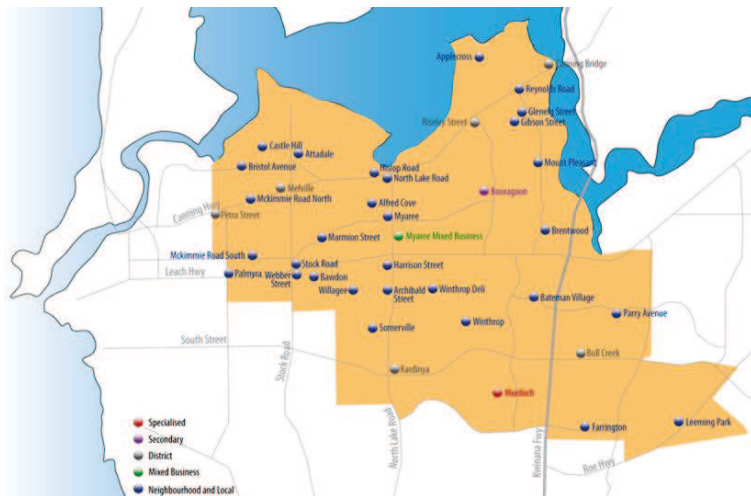 Applecross
Canning Bridge
Reynolds Road
Glenelg Street
Riseley Street
Gibson Street
Castle Hill
Attadale
Bristol Avenue
Hislop Road
Mount Pleasant
North Lake Road
Melville
Booragoon
Mckimmie Road North
Alfred Cove
Canning Hwy
Petra Street
Myaree
Marmion Street
Myaree Mixed Business
Brentwood
Mckimmie Road South
Stock Road
Harrison Street
Leach Hwy
Palmyra
Webber
Street
Bawdon
Willagee
Archibald
Street
Winthrop Deli
Bateman Village
Parry Avenue
Somerville
Winthrop
South Street
Stock Road
Bull Creek
Kardinya
Murdoch
North Lake Road
Kwinana Fwy
Farrington
Leeming Park
Roe Hwy
Specialised
Secondary
District
Mixed Business
Neighbourhood and Local